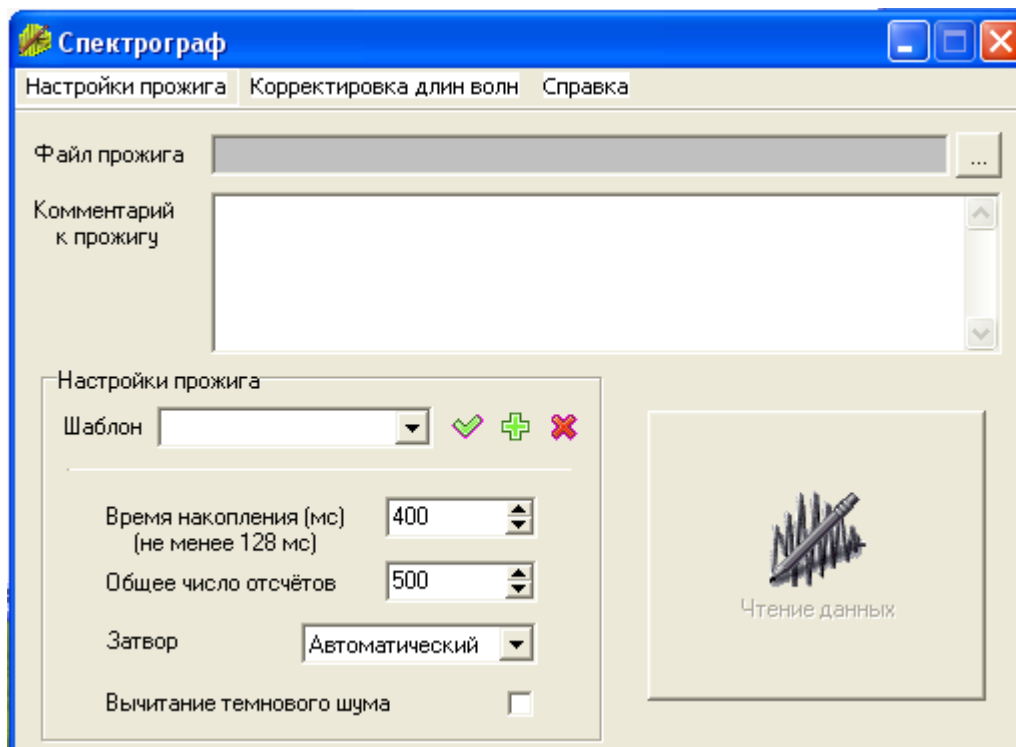 Спектрограф
Настройки прожига Корректировка длин волн Справка
Файл прожига ...
Комментарий
к прожигу
Настройки прожига
Шаблон
Время накопления (мс) 400
(не менее 128 мс)
Общее число отсчётов 500
Затвор Автоматический
Вычитание темнового шума
Чтение данных